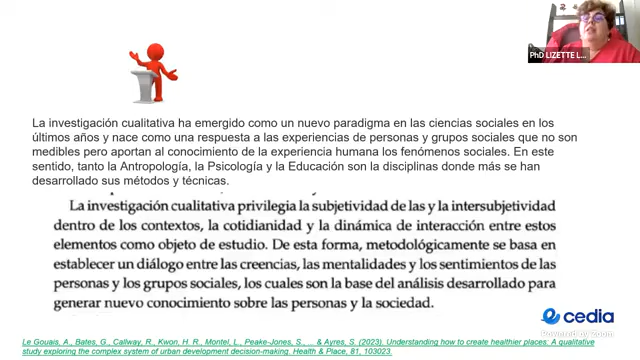 PhD LIZETTE L...
La investigación cualitativa ha emergido como un nuevo paradigma en las ciencias sociales en los
últimos años y nace como una respuesta a las experiencias de personas y grupos sociales que no son
medibles pero aportan al conocimiento de la experiencia humana los fenómenos sociales. En este
sentido, tanto la Antropología, la Psicología y la Educación son la disciplinas donde más se han
desarrollado sus métodos y técnicas.
La investigación cualitativa privilegia la subjetividad de las y la intersubjetividad
dentro de los contextos, la cotidianidad y la dinámica de interacción entre estos
elementos como objeto de estudio. De esta forma, metodológicamente se basa en
establecer un diálogo entre las creencias, las mentalidades y los sentimientos de las
personas y los grupos sociales, los cuales son la base del análisis desarrollado para
generar nuevo conocimiento sobre las personas y la sociedad.
cedia
Powered by Zoom
Le Gouais, A., Bates, G., Callway, R., Kwon, H. R., Montel, L., Peake-Jones, S., ... & Ayres, S. (2023). Understanding how to create healthier places: A qualitative
study exploring the complex system of urban development decision-making. Health & Place, 81, 103023.